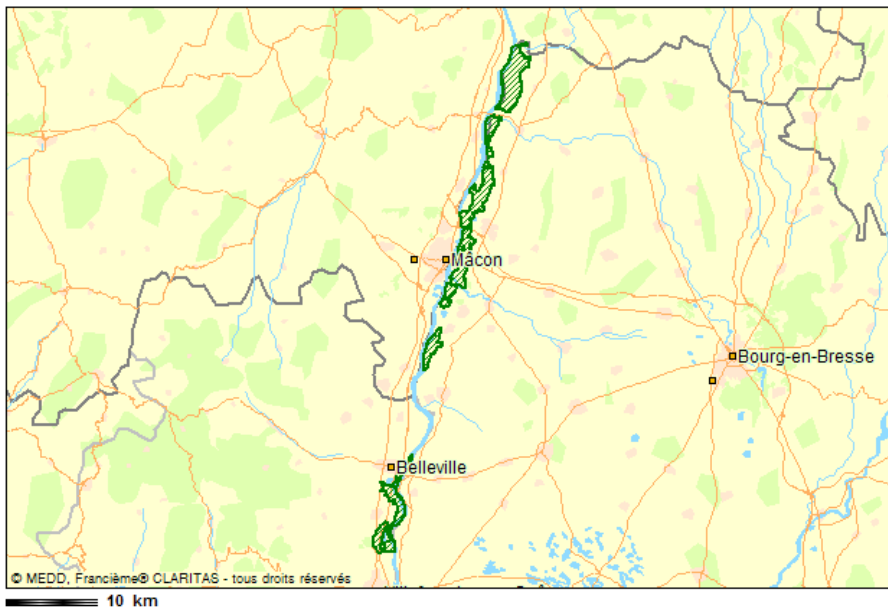 Mâcon
Bourg-en-Bresse
Belleville
© MEDD, Francième® CLARITAS - tous droits réservés
10 km